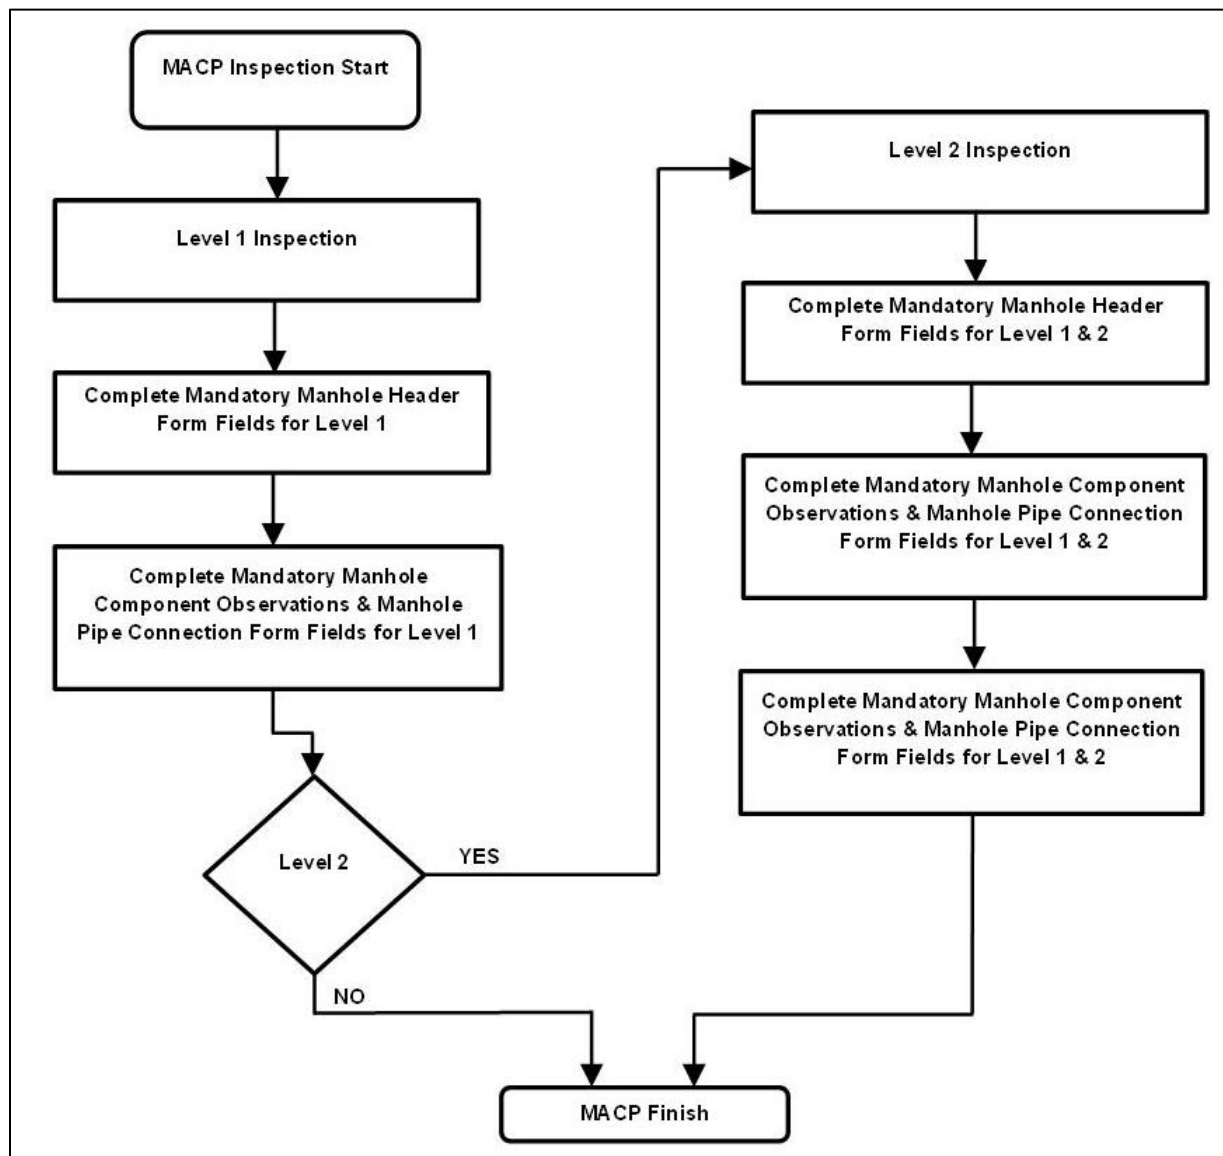 MACP Inspection Start
Level 1 Inspection
Complete Mandatory Manhole Header
Form Fields for Level 1
Complete Mandatory Manhole
Component Observations & Manhole
Pipe Connection Form Fields for Level 1
Level 2
YES
NO
Level 2 Inspection
Complete Mandatory Manhole Header
Form Fields for Level 1 & 2
Complete Mandatory Manhole Component
Observations & Manhole Pipe Connection
Form Fields for Level 1 & 2
Complete Mandatory Manhole Component
Observations & Manhole Pipe Connection
Form Fields for Level 1 & 2
MACP Finish